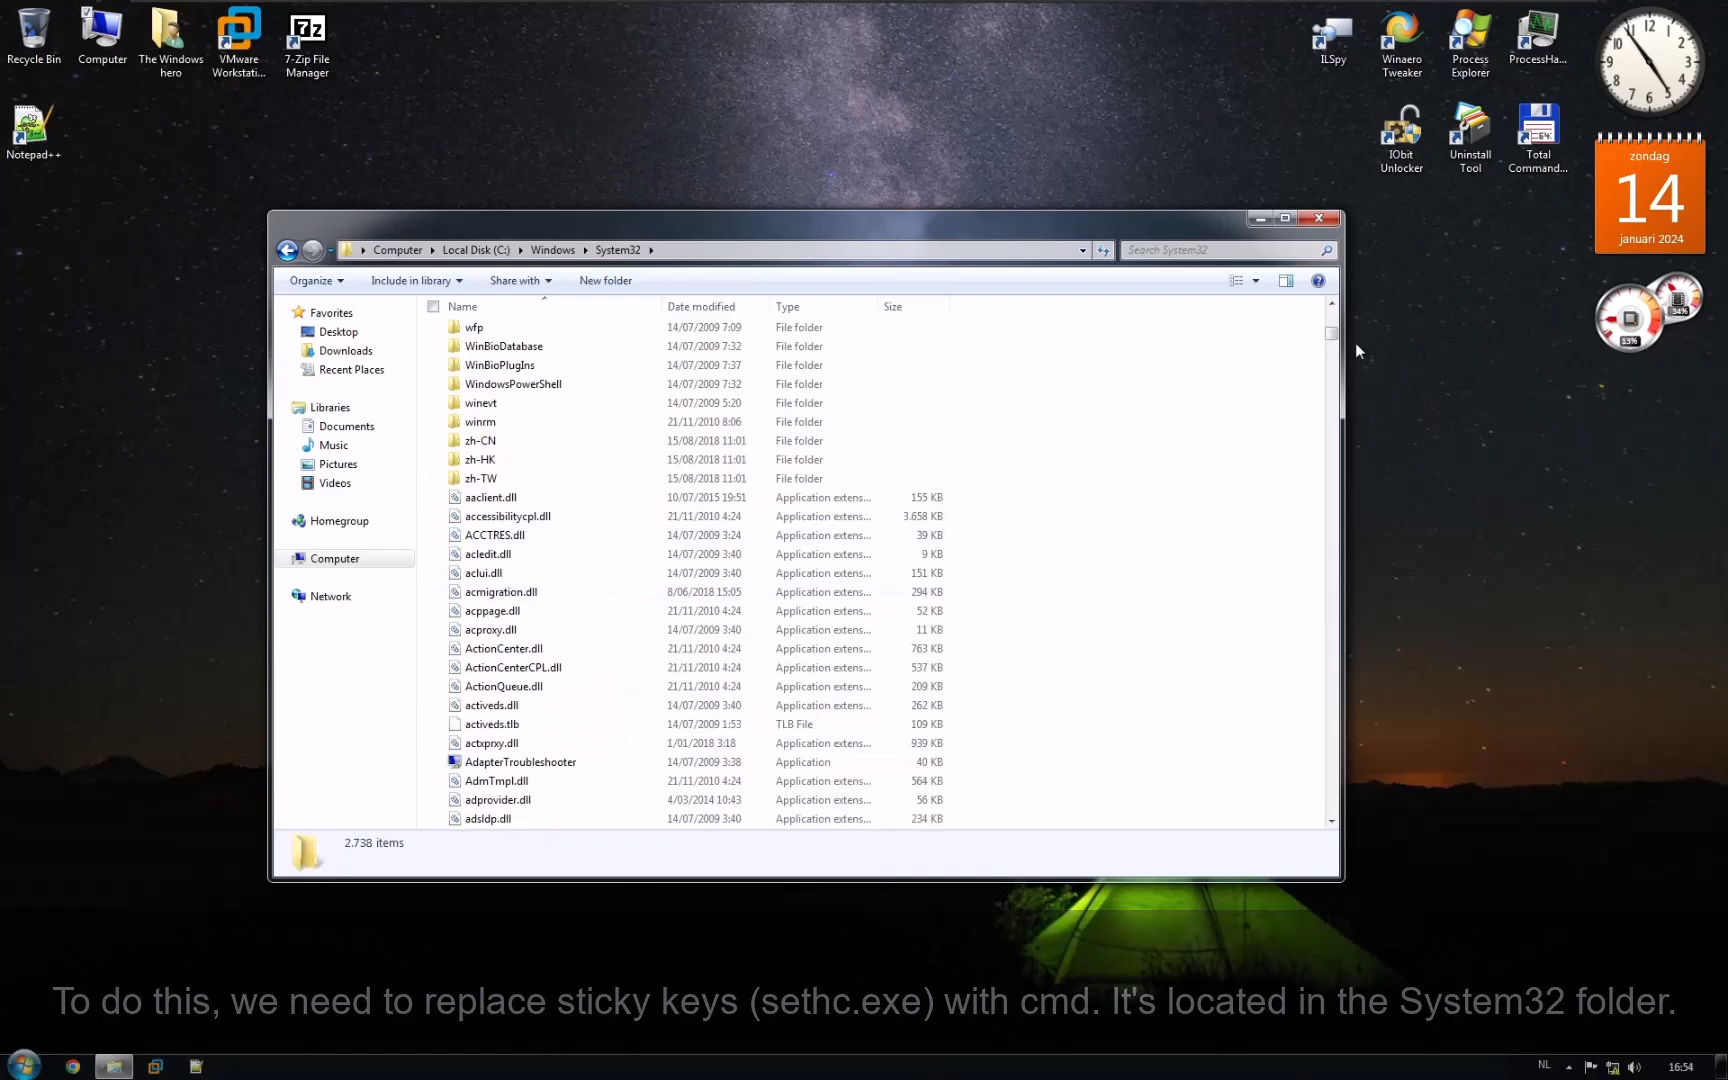 Recycle Bin
Computer
The Windows
hero
VMware
Workstati...
7-Zip File
Manager
Notepad++
ILSpy
Winaero
Tweaker
Process
Explorer
ProcessHa...
IObit
Unlocker
Uninstall
Tool
64:
Total
Command...
12
1
2
3
4
5
6
7
8
9
10
11
zondag
14
januari 2024
34%
13%
Computer
Local Disk (C:)
Windows
System32
Search System32
Organize
Include in library
Share with
New folder
Favorites
Desktop
Downloads
Recent Places
Libraries
Documents
Music
Pictures
Videos
Homegroup
Computer
Network
Name Date modified Type Size
wfp 14/07/2009 7:09 File folder
WinBioDatabase 14/07/2009 7:32 File folder
WinBioPlugIns 14/07/2009 7:37 File folder
WindowsPowerShell 14/07/2009 7:32 File folder
winevt 14/07/2009 5:20 File folder
winrm 21/11/2010 8:06 File folder
zh-CN 15/08/2018 11:01 File folder
zh-HK 15/08/2018 11:01 File folder
zh-TW 15/08/2018 11:01 File folder
aaclient.dll 10/07/2015 19:51 Application extens... 155 KB
accessibilitycpl.dll 21/11/2010 4:24 Application extens... 3.658 KB
ACCTRES.dll 14/07/2009 3:24 Application extens... 39 KB
acledit.dll 14/07/2009 3:40 Application extens... 9 KB
aclui.dll 14/07/2009 3:40 Application extens... 151 KB
acmigration.dll 8/06/2018 15:05 Application extens... 294 KB
acppage.dll 21/11/2010 4:24 Application extens... 52 KB
acproxy.dll 14/07/2009 3:40 Application extens... 11 KB
ActionCenter.dll 21/11/2010 4:24 Application extens... 763 KB
ActionCenterCPL.dll 21/11/2010 4:24 Application extens... 537 KB
ActionQueue.dll 21/11/2010 4:24 Application extens... 209 KB
activeds.dll 14/07/2009 3:40 Application extens... 262 KB
activeds.tlb 14/07/2009 1:53 TLB File 109 KB
actxprxy.dll 1/01/2018 3:18 Application extens... 939 KB
AdapterTroubleshooter 14/07/2009 3:38 Application 40 KB
AdmTmpl.dll 21/11/2010 4:24 Application extens... 564 KB
adprovider.dll 4/03/2014 10:43 Application extens... 56 KB
adsldp.dll 14/07/2009 3:40 Application extens... 234 KB
2.738 items
To do this, we need to replace sticky keys (sethc.exe) with cmd. It's located in the System32 folder.
NL
16:54